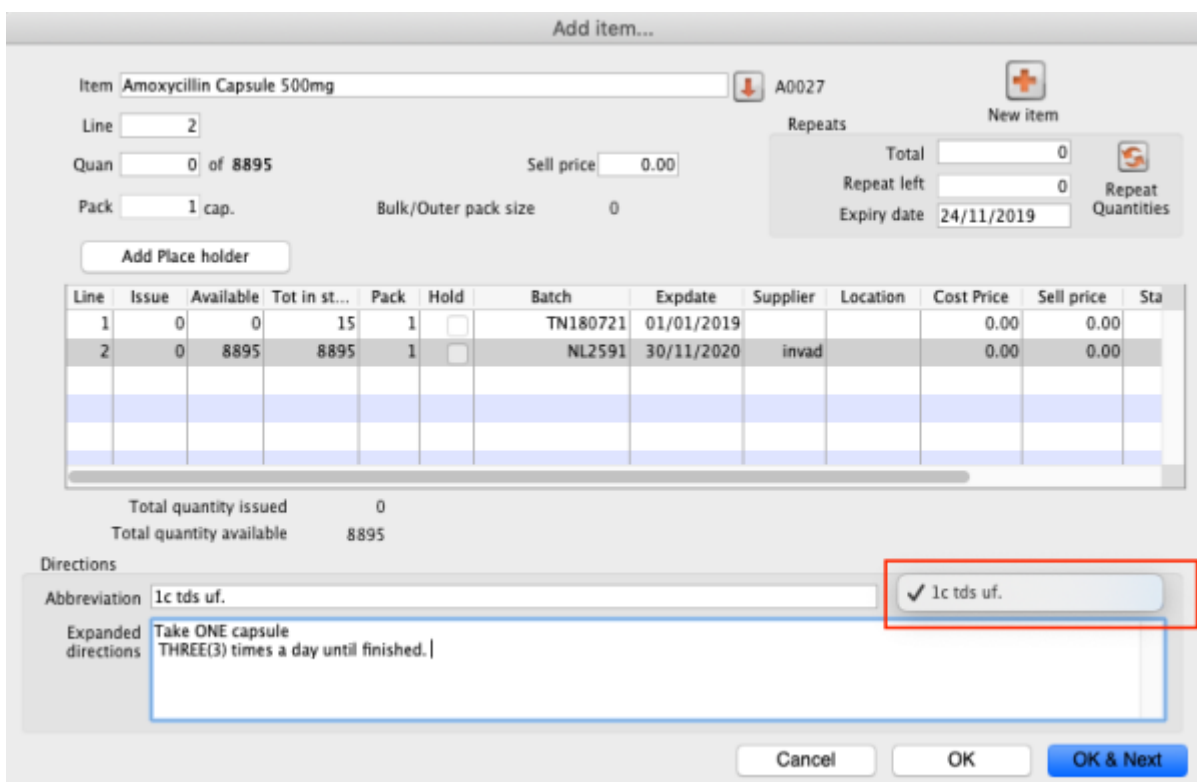 Add item...
Item Amoxycillin Capsule 500mg A0027
New item
Line 2
Repeats
Quan 0 of 8895 Sell price 0.00
Total 0
Repeat left 0
Repeat Quantities
Pack 1 cap. Bulk/Outer pack size 0
Expiry date 24/11/2019
Add Place holder
Line Issue Available Tot in st... Pack Hold Batch Expdate Supplier Location Cost Price Sell price Sta
1 0 0 15 1 TN180721 01/01/2019 0.00 0.00
2 0 8895 8895 1 NL2591 30/11/2020 invad 0.00 0.00
Total quantity issued 0
Total quantity available 8895
Directions
Abbreviation 1c tds uf. ✓ 1c tds uf.
Expanded directions
Take ONE capsule
THREE(3) times a day until finished.
Cancel OK OK & Next